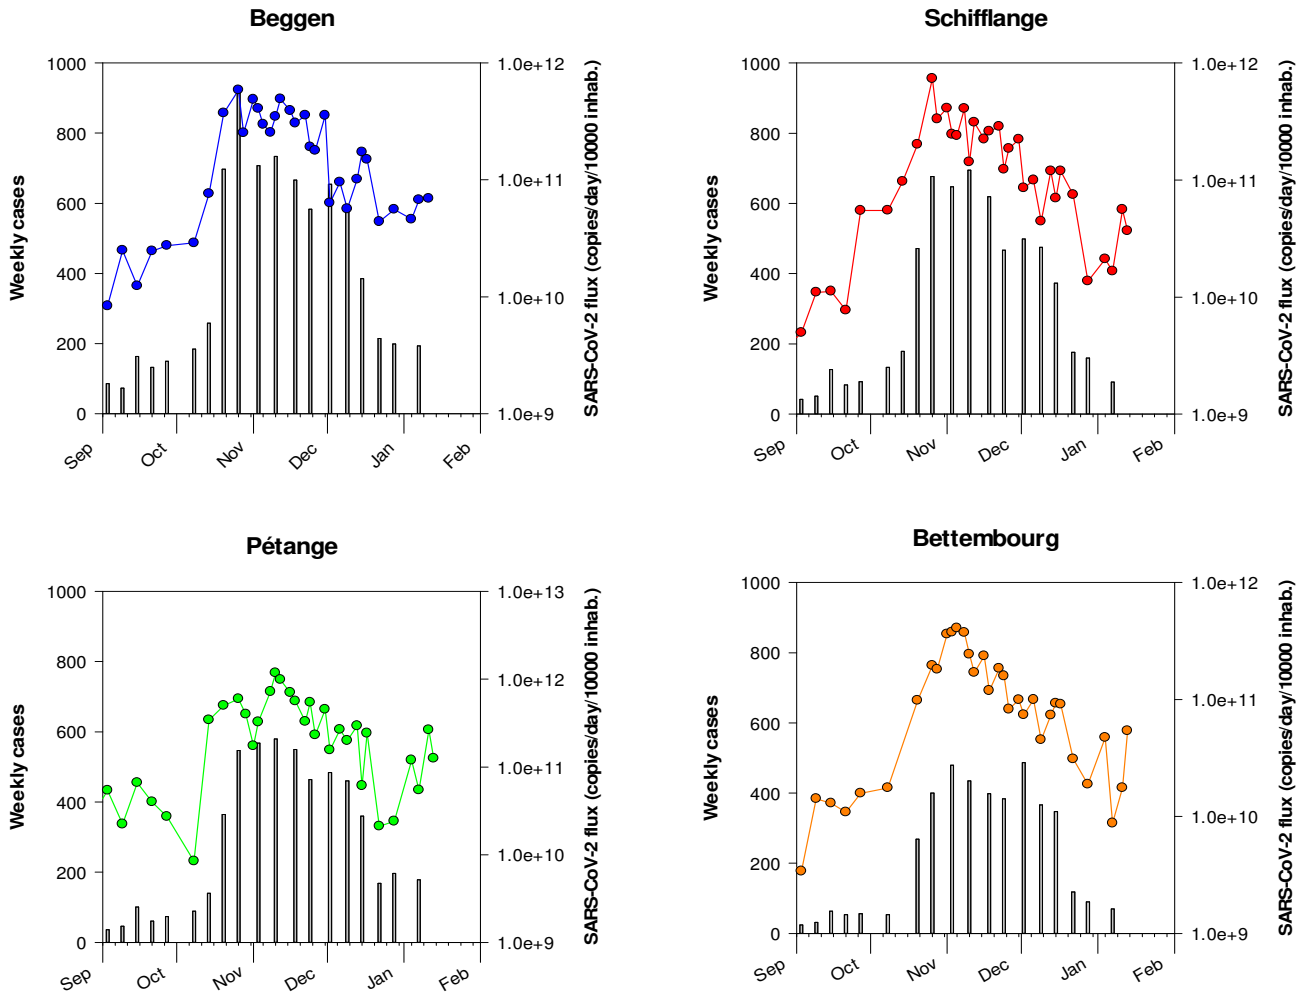 Beggen
1000
800
600
400
200
0
Weekly cases
1.0e+12
1.0e+11
1.0e+10
1.0e+9
SARS-CoV-2 flux (copies/day/10000 inhab.)
Sep
Oct
Nov
Dec
Jan
Feb
Schifflange
1000
800
600
400
200
0
Weekly cases
1.0e+12
1.0e+11
1.0e+10
1.0e+9
SARS-CoV-2 flux (copies/day/10000 inhab.)
Sep
Oct
Nov
Dec
Jan
Feb
Pétange
1000
800
600
400
200
0
Weekly cases
1.0e+13
1.0e+12
1.0e+11
1.0e+10
1.0e+9
SARS-CoV-2 flux (copies/day/10000 inhab.)
Sep
Oct
Nov
Dec
Jan
Feb
Bettembourg
1000
800
600
400
200
0
Weekly cases
1.0e+12
1.0e+11
1.0e+10
1.0e+9
SARS-CoV-2 flux (copies/day/10000 inhab.)
Sep
Oct
Nov
Dec
Jan
Feb